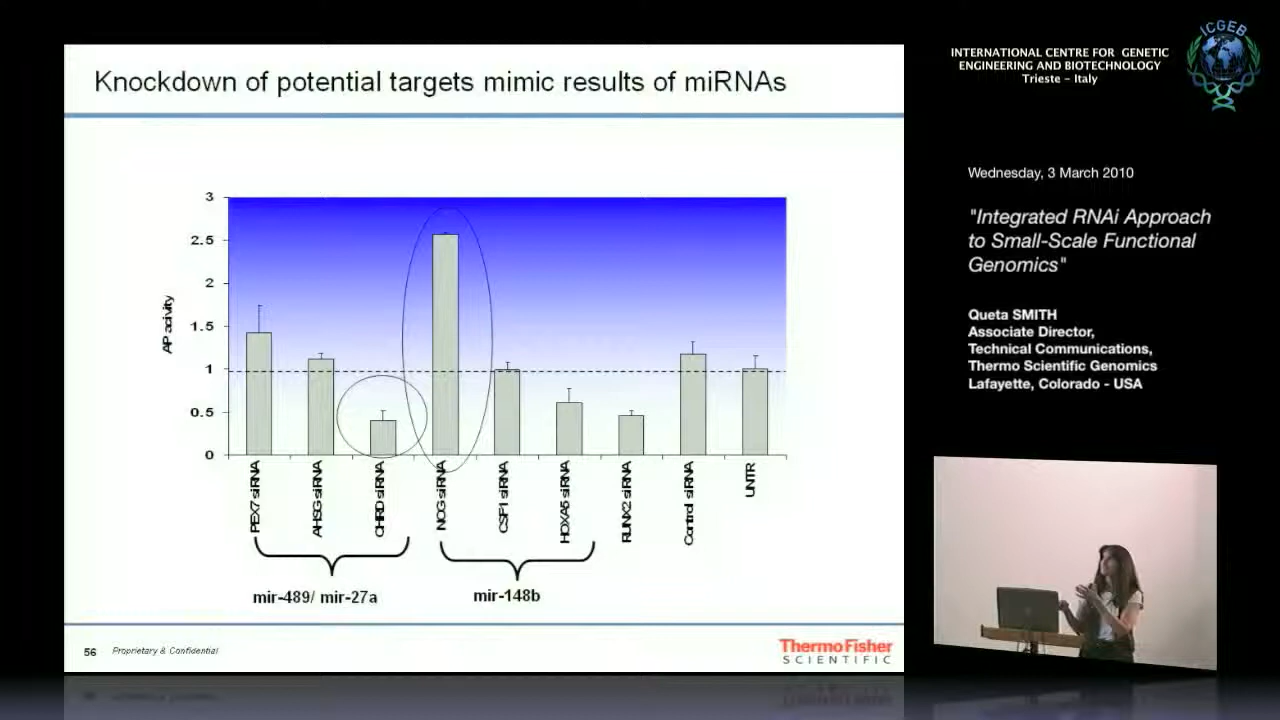 Knockdown of potential targets mimic results of miRNAs
3
2.5
2
1.5
1
0.5
0
AP activity
PEX7 siRNA
AHSG siRNA
CHRD siRNA
NOG siRNA
CSF1 siRNA
HOXA5 siRNA
RUNX2 siRNA
Control siRNA
UNTR
mir-489/ mir-27a
mir-148b
56
Proprietary & Confidential
ThermoFisher
SCIENTIFIC
INTERNATIONAL CENTRE FOR GENETIC
ENGINEERING AND BIOTECHNOLOGY
Trieste - Italy
ICGEB
Wednesday, 3 March 2010
"Integrated RNAi Approach
to Small-Scale Functional
Genomics"
Queta SMITH
Associate Director,
Technical Communications,
Thermo Scientific Genomics
Lafayette, Colorado - USA